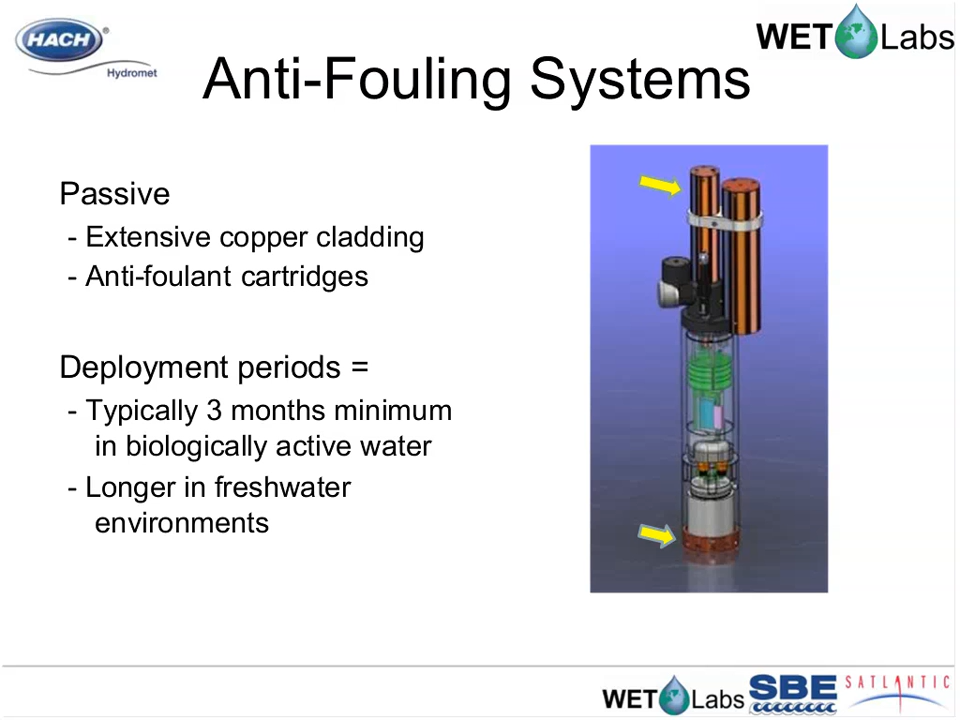 HACH
Hydromet
WET Labs
Anti-Fouling Systems
Passive
- Extensive copper cladding
- Anti-foulant cartridges
Deployment periods =
- Typically 3 months minimum
in biologically active water
- Longer in freshwater
environments
WET Labs SBE SATLANTIC